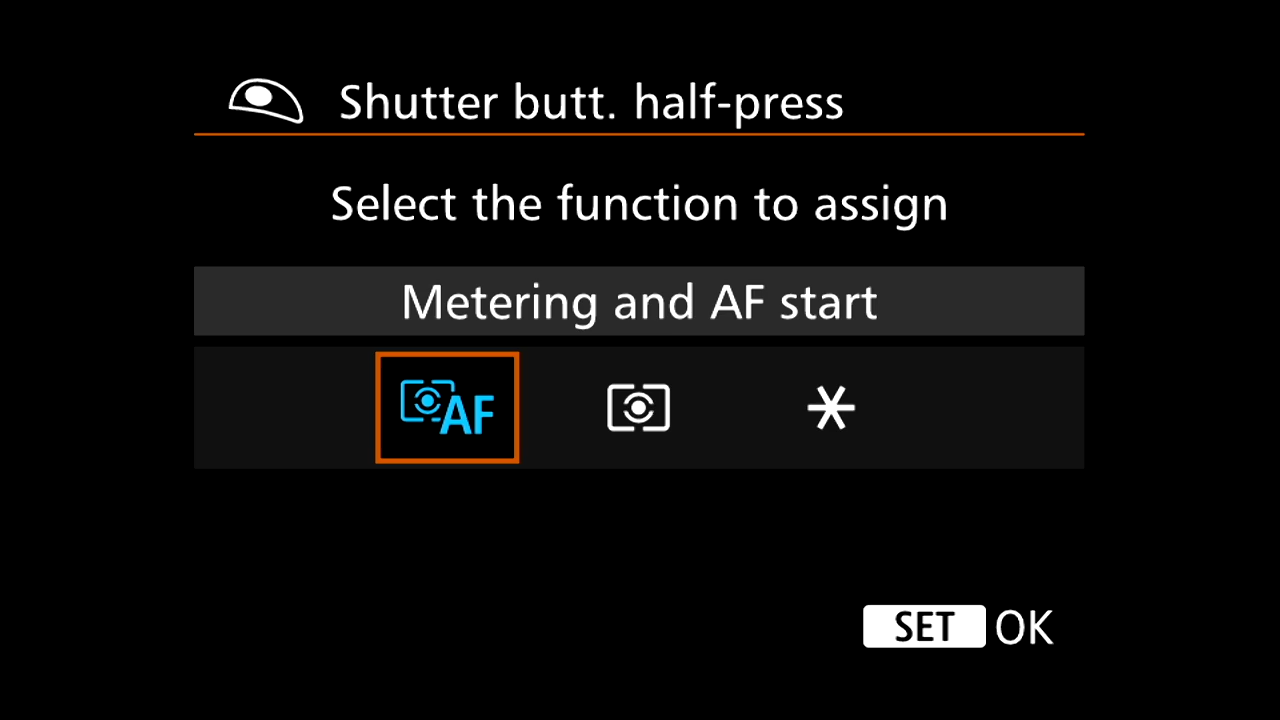 Shutter butt. half-press
Select the function to assign
Metering and AF start
AF
SET OK